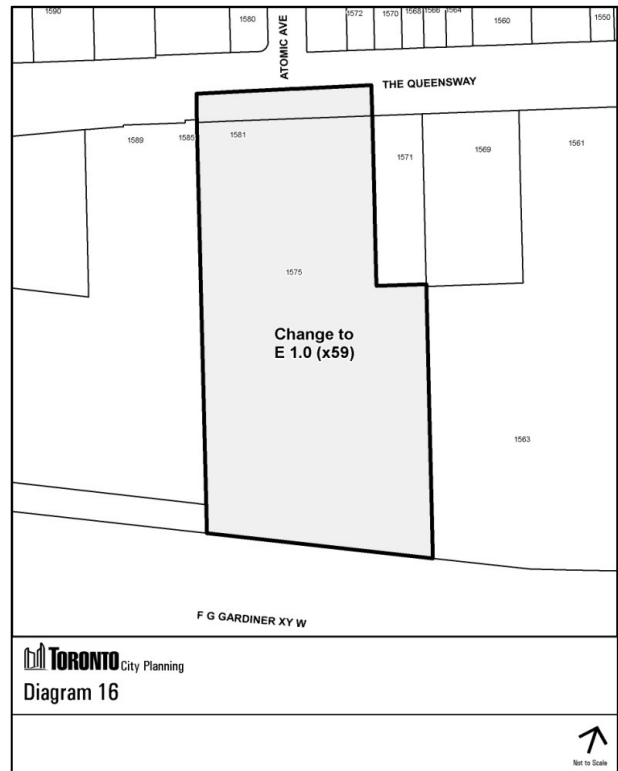 1590
1580
ATOMIC AVE
1572
1570
1568
1566
1564
1560
1550
THE QUEENSWAY
1589
1585
1581
1571
1569
1561
1575
Change to
E 1.0 (x59)
1563
F G GARDINER XY W
TORONTO City Planning
Diagram 16
Not to Scale